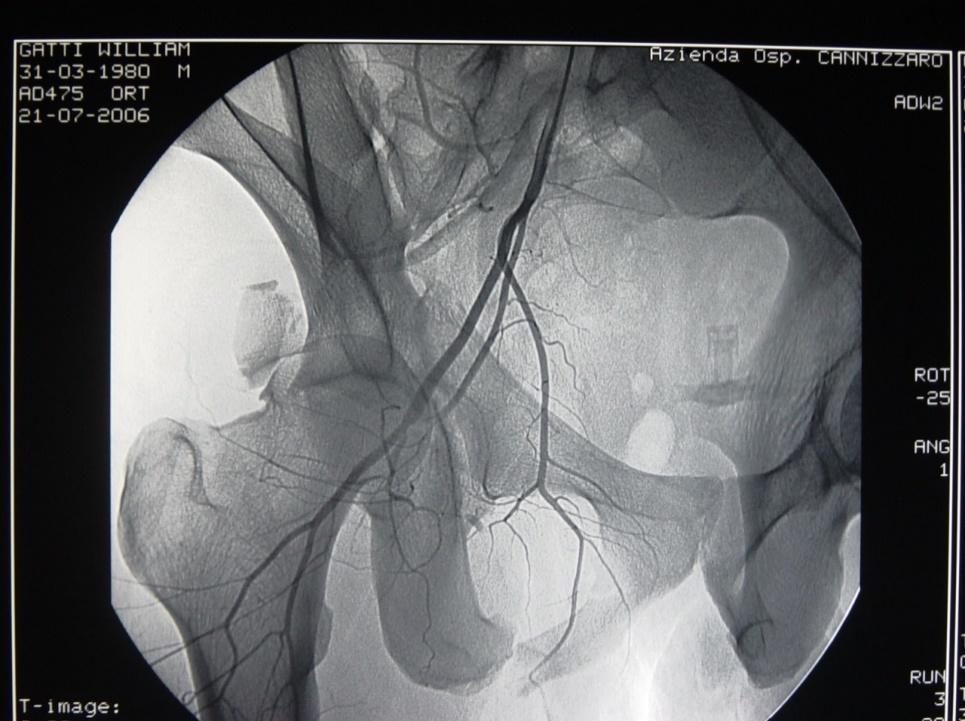 GATTI WILLIAM
31-03-1980 M
AD475 ORT
21-07-2006
Azienda Osp. CANNIZZARO
ADW2
ROT
-25
ANG
1
RUN
3
T-image: